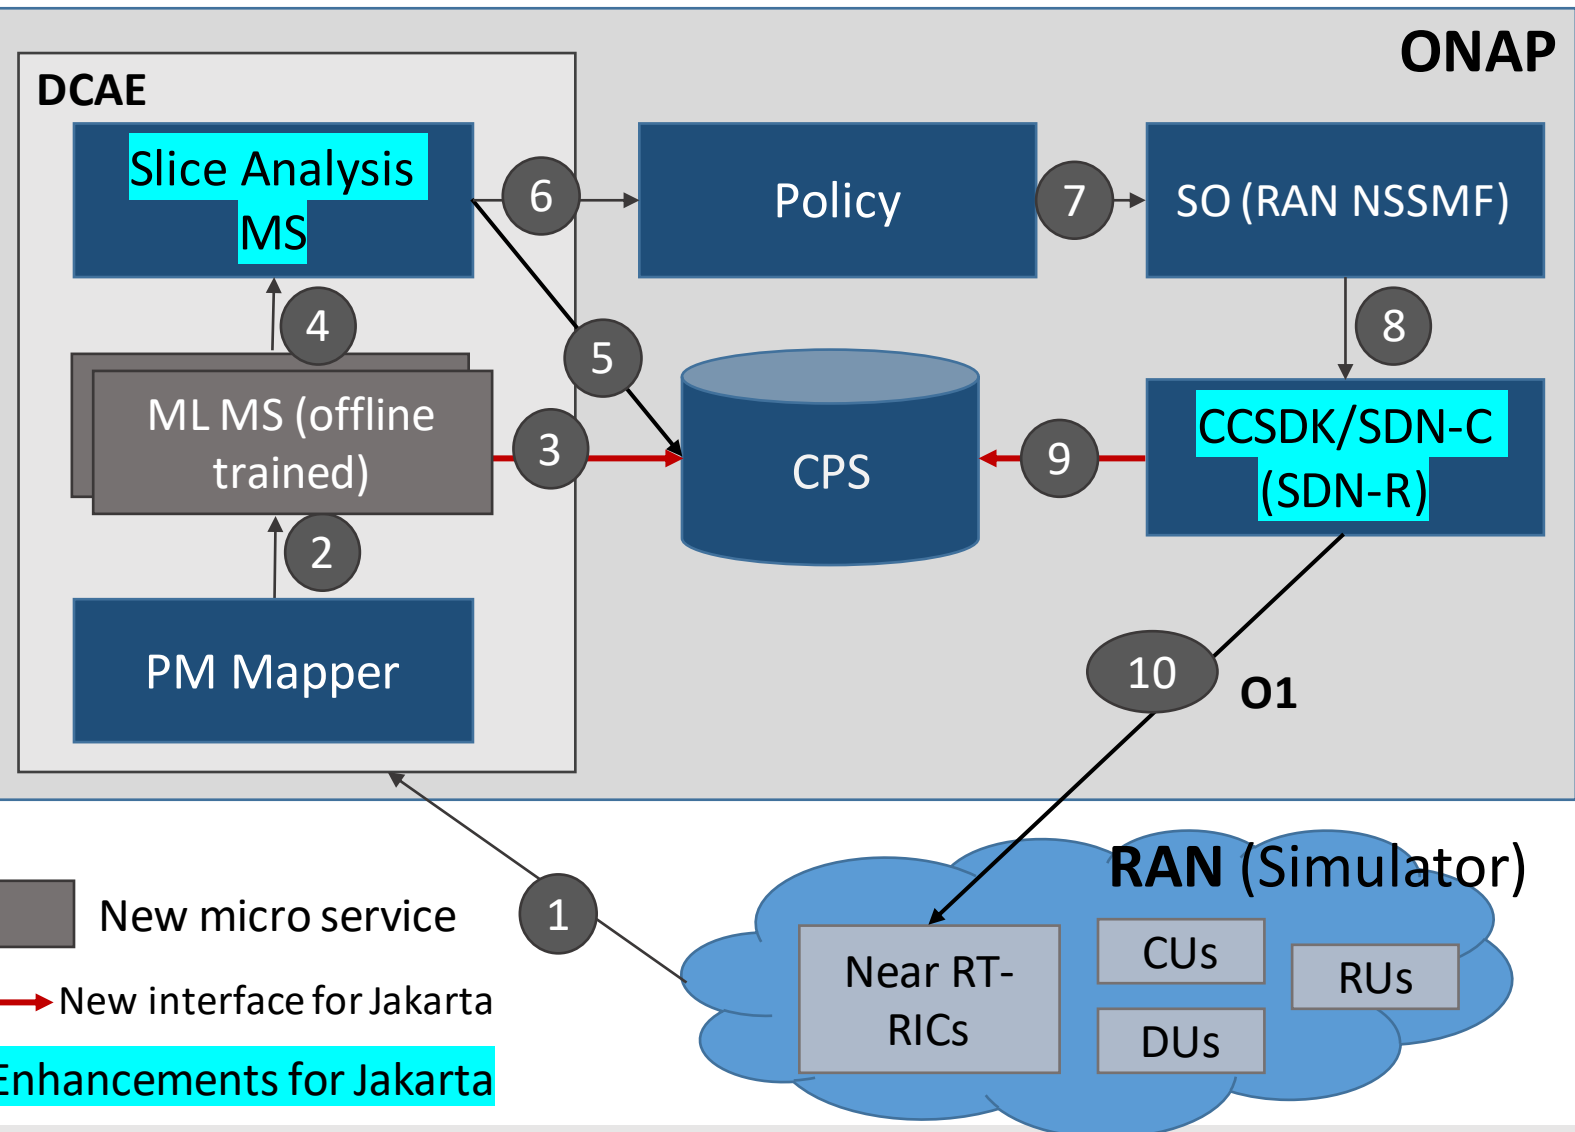 ONAP
DCAE
Slice Analysis
MS
6
Policy
7
SO (RAN NSSMF)
4
5
8
ML MS (offline
trained)
3
CPS
9
CCSDK/SDN-C
(SDN-R)
2
PM Mapper
10
O1
RAN (Simulator)
New micro service
1
Near RT-
RICs
CUs
RUs
DUs
New interface for Jakarta
Enhancements for Jakarta